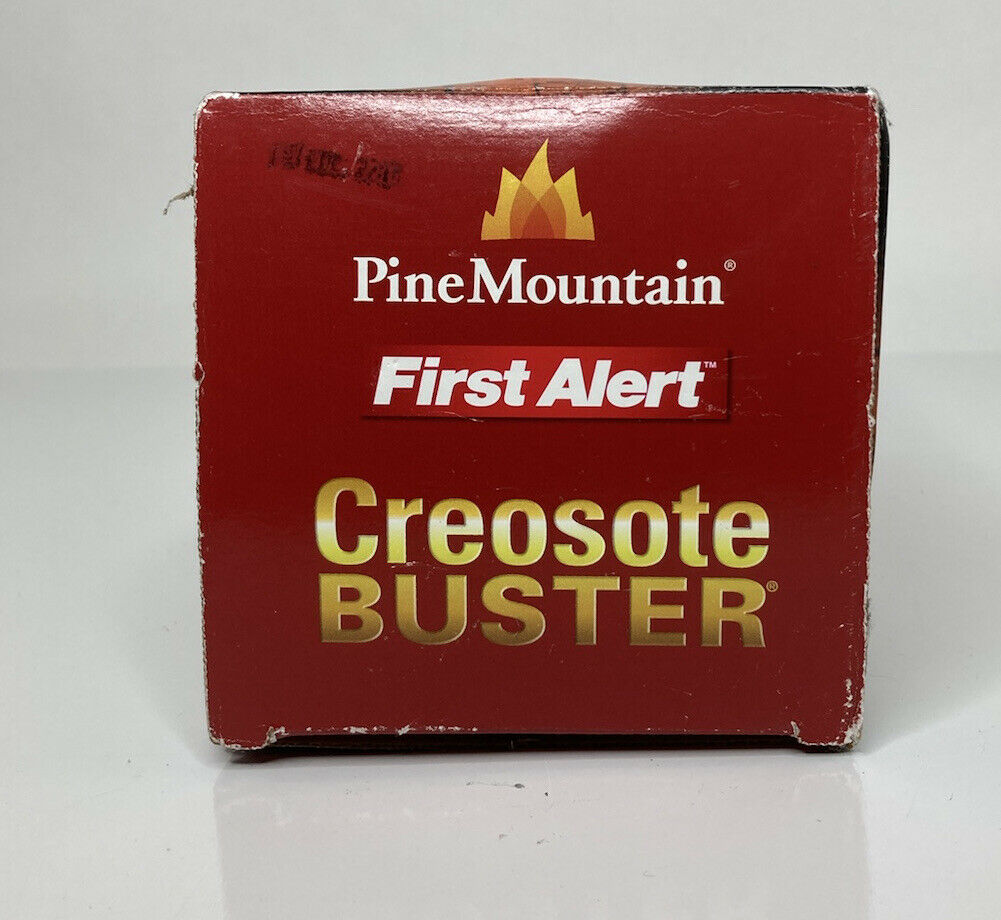 PineMountain®
First Alert™
Creosote
BUSTER®